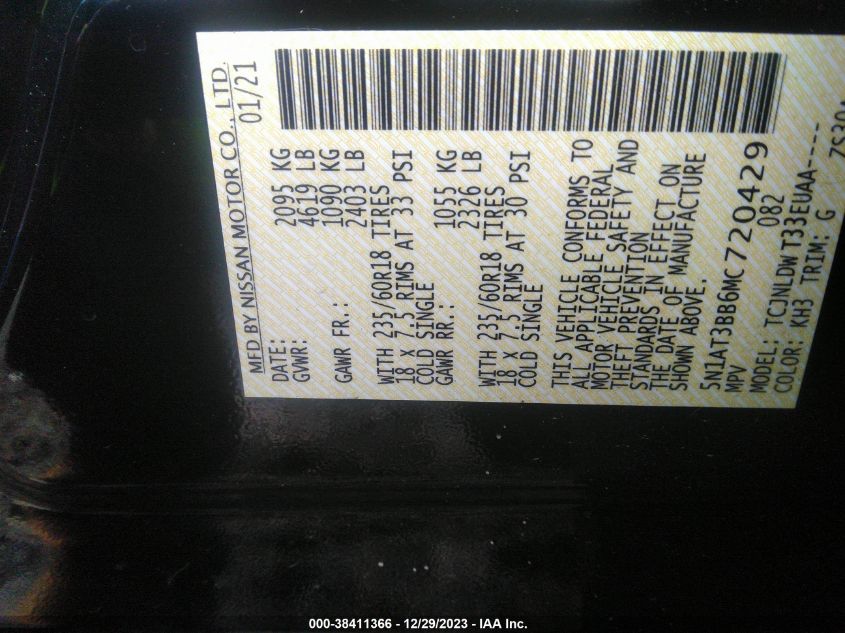 MFD BY NISSAN MOTOR CO., LTD.
DATE: 01/21
GVWR: 2095 KG
4619 LB
GAWR FR.: 1090 KG
2403 LB
WITH 235/60R18 TIRES
18 X 7.5 RIMS AT 33 PSI
COLD SINGLE
GAWR RR.: 1055 KG
2326 LB
WITH 235/60R18 TIRES
18 X 7.5 RIMS AT 30 PSI
COLD SINGLE
THIS VEHICLE CONFORMS TO
ALL APPLICABLE FEDERAL
MOTOR VEHICLE SAFETY AND
THEFT PREVENTION
STANDARDS IN EFFECT ON
THE DATE OF MANUFACTURE
SHOWN ABOVE.
5N1AT3BB6MC720429
MPV 082
MODEL: TCJNLDWT33EUAA----
COLOR: KH3 TRIM: G
000-38411366 - 12/29/2023 - IAA Inc.